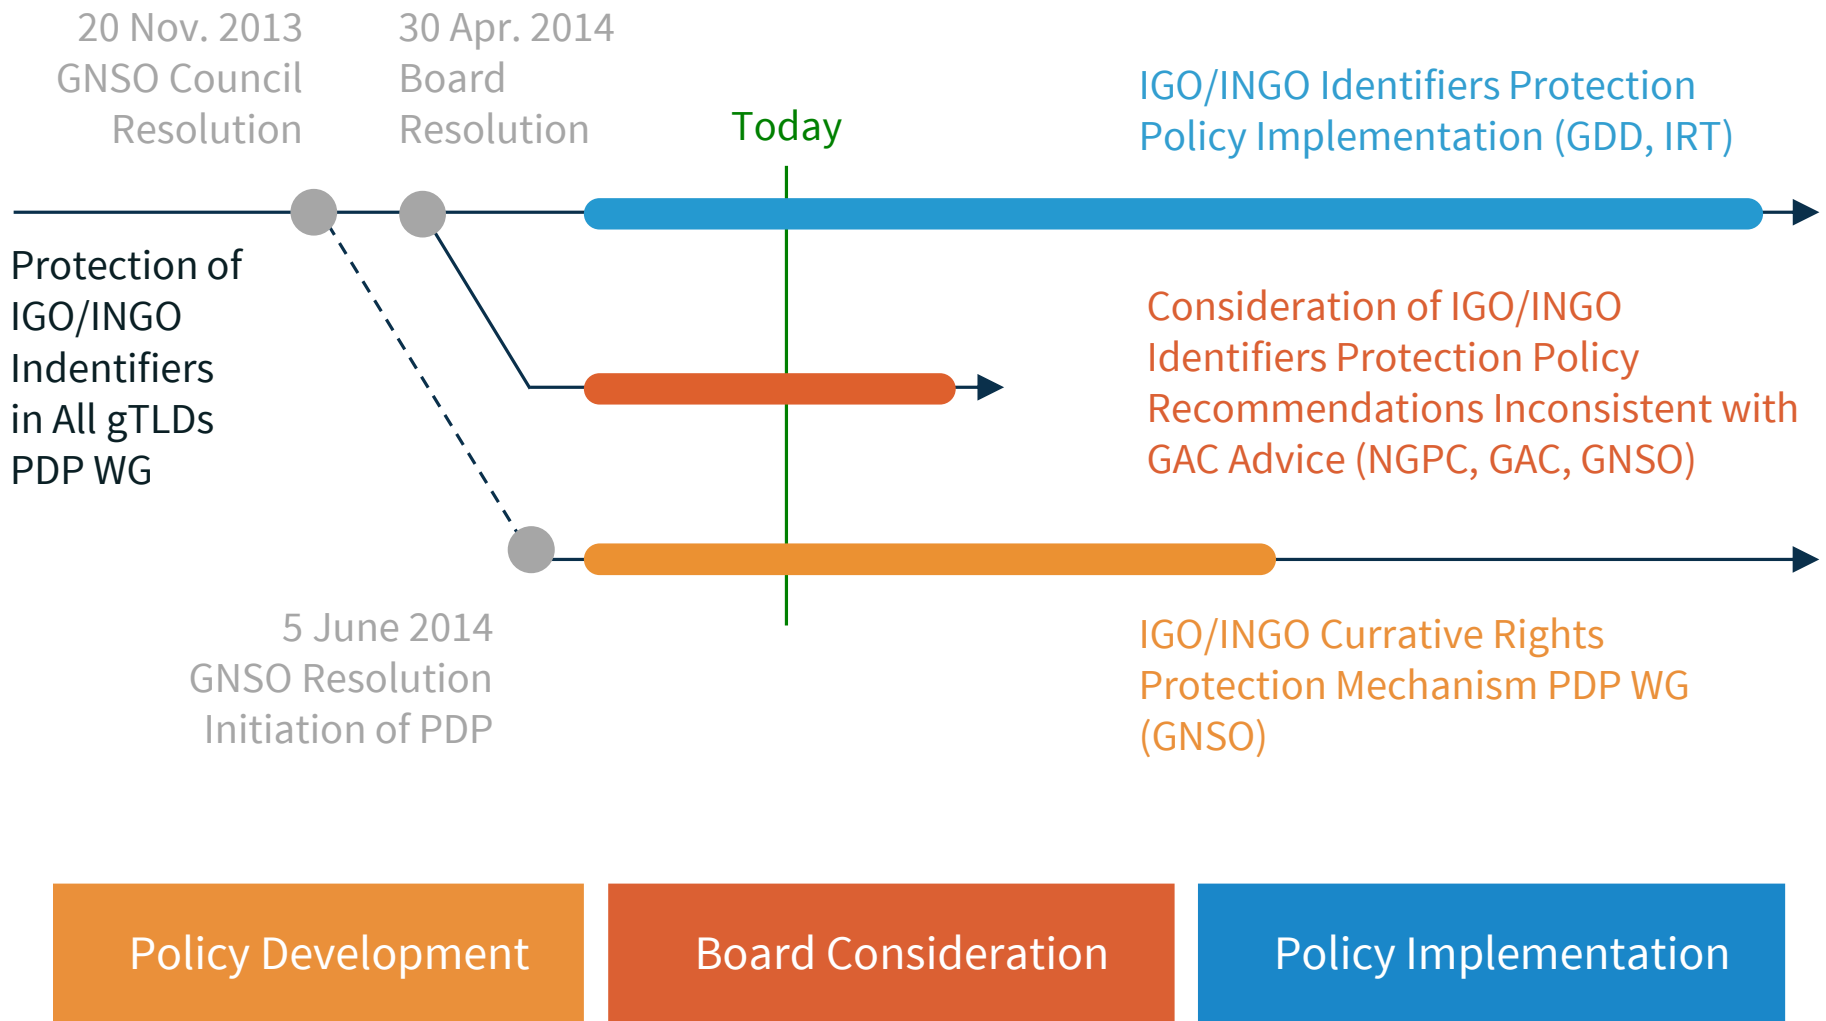 20 Nov. 2013
GNSO Council
Resolution
30 Apr. 2014
Board
Resolution
Today
IGO/INGO Identifiers Protection
Policy Implementation (GDD, IRT)
Protection of
IGO/INGO
Indentifiers
in All gTLDs
PDP WG
Consideration of IGO/INGO
Identifiers Protection Policy
Recommendations Inconsistent with
GAC Advice (NGPC, GAC, GNSO)
5 June 2014
GNSO Resolution
Initiation of PDP
IGO/INGO Currative Rights
Protection Mechanism PDP WG
(GNSO)
Policy Development
Board Consideration
Policy Implementation